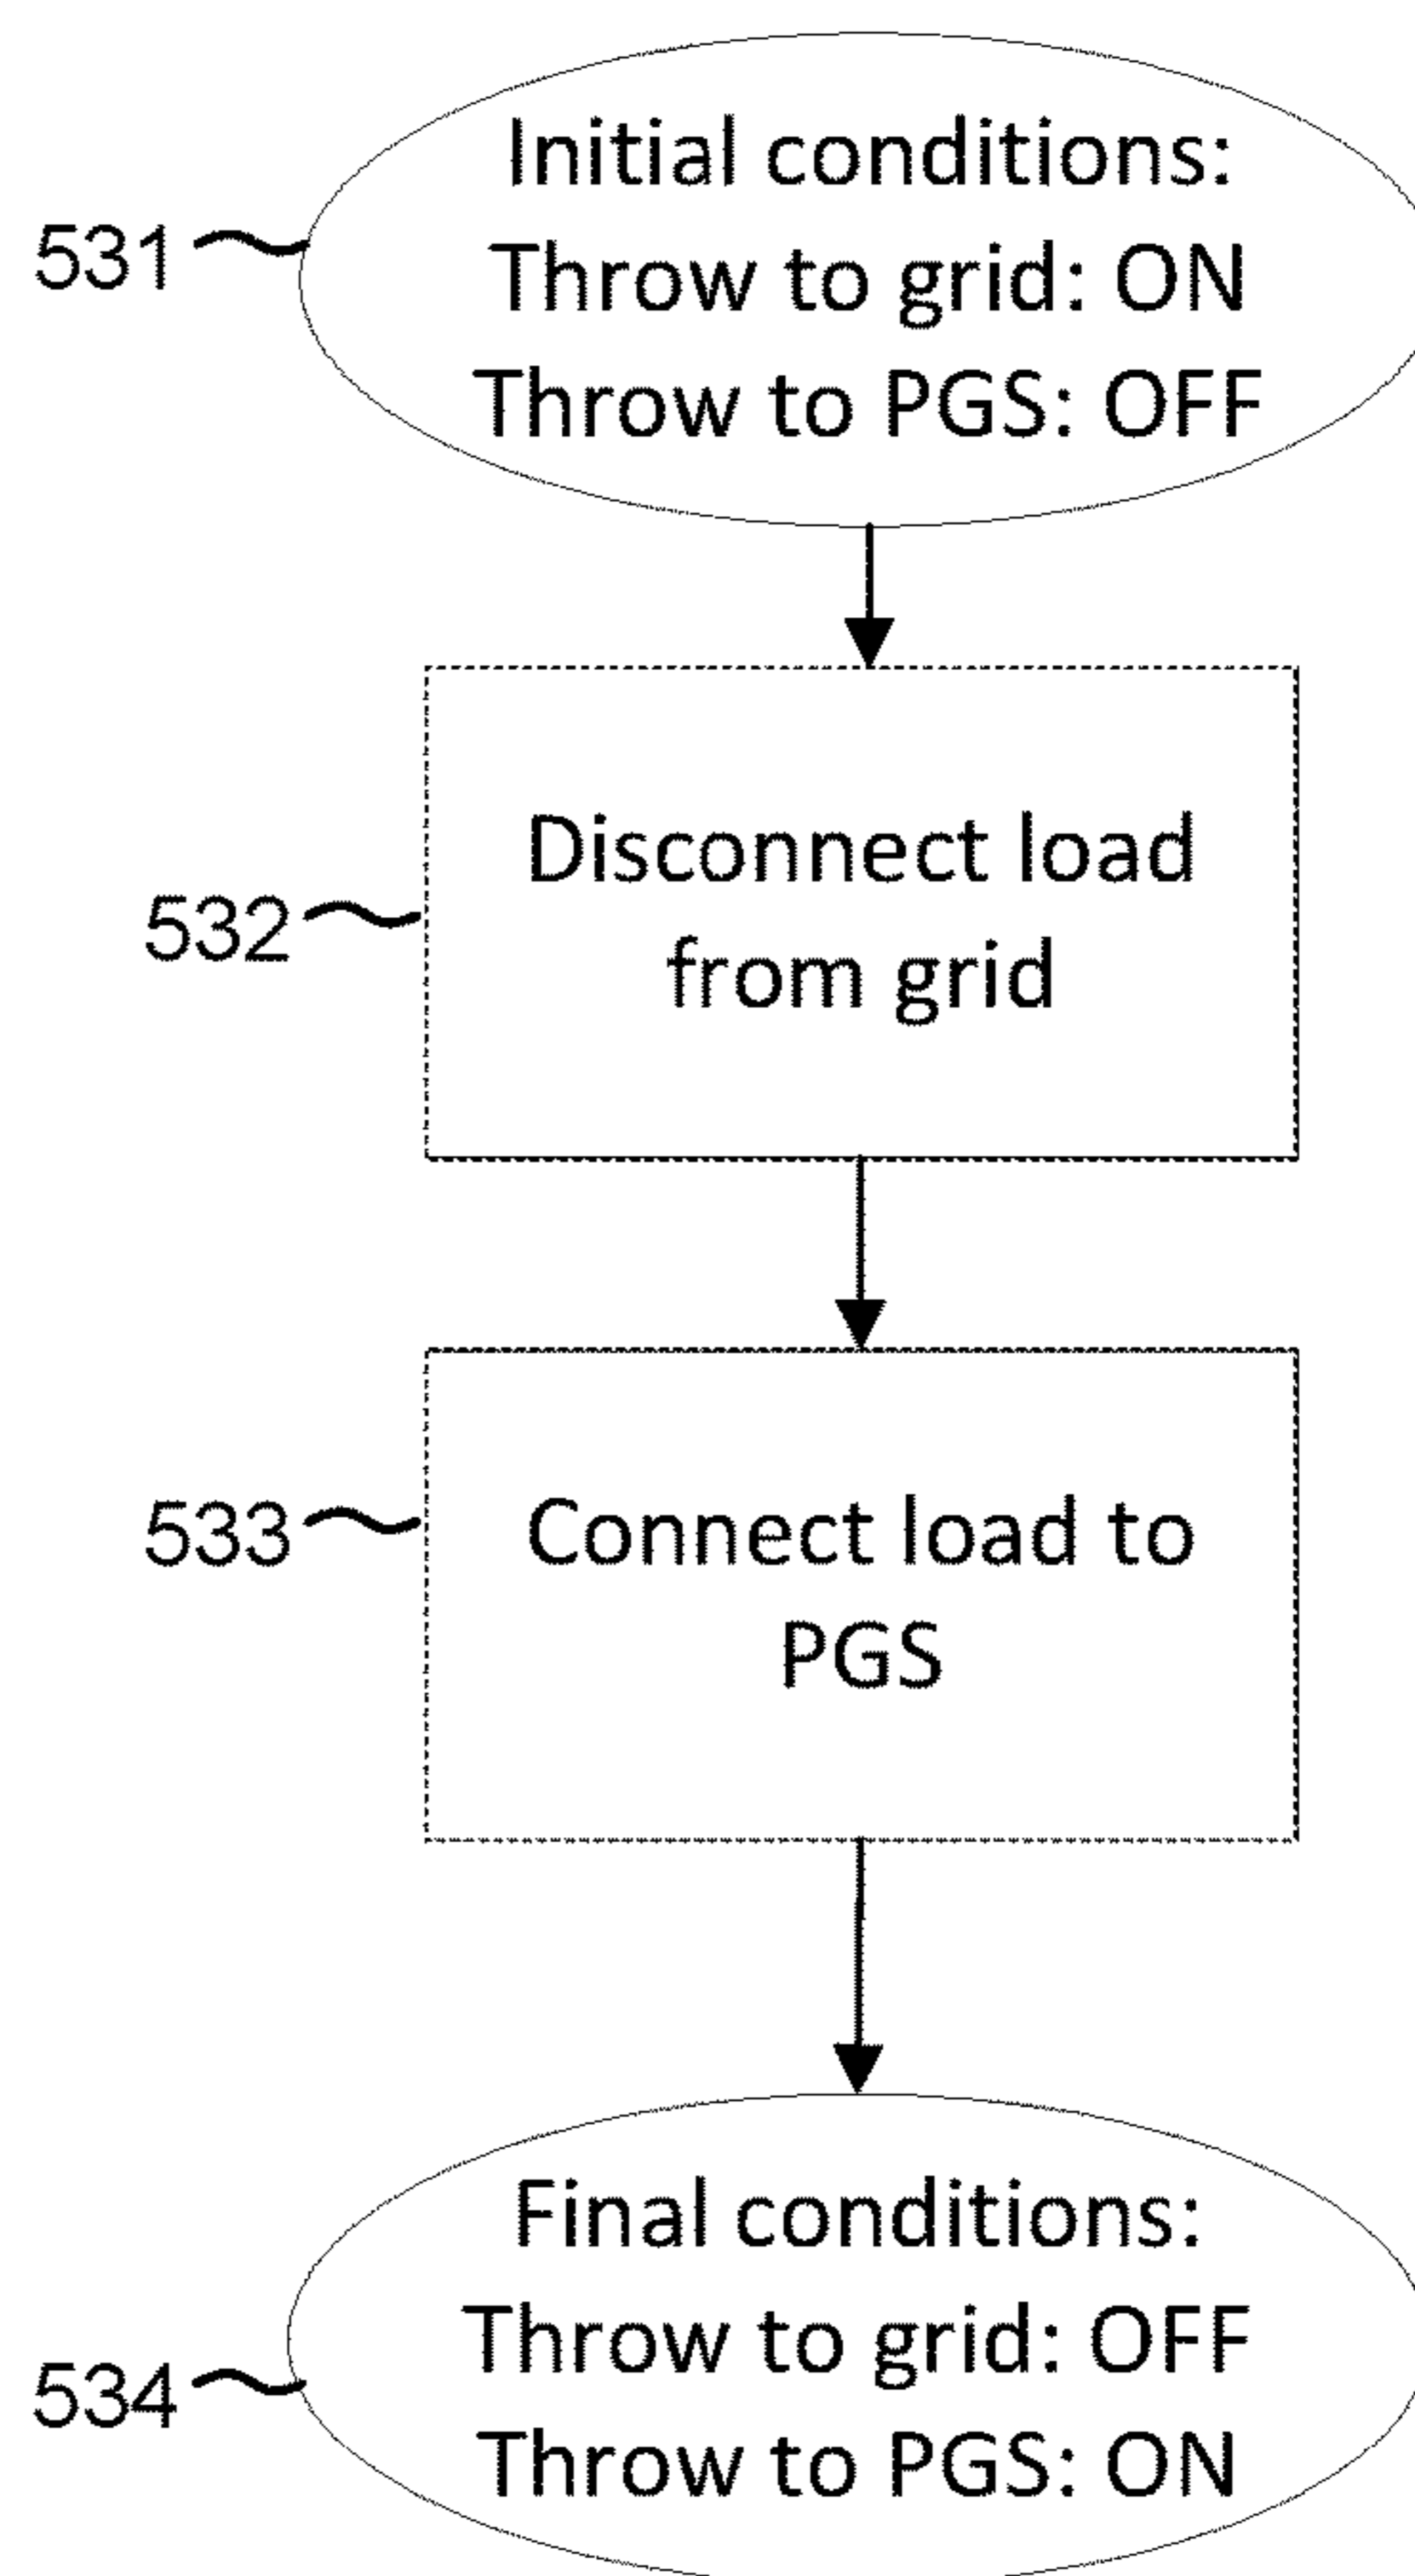 Initial conditions:
Throw to grid: ON
Throw to PGS: OFF
531
Disconnect load
from grid
532
Connect load to
PGS
533
Final conditions:
Throw to grid: OFF
Throw to PGS: ON
534